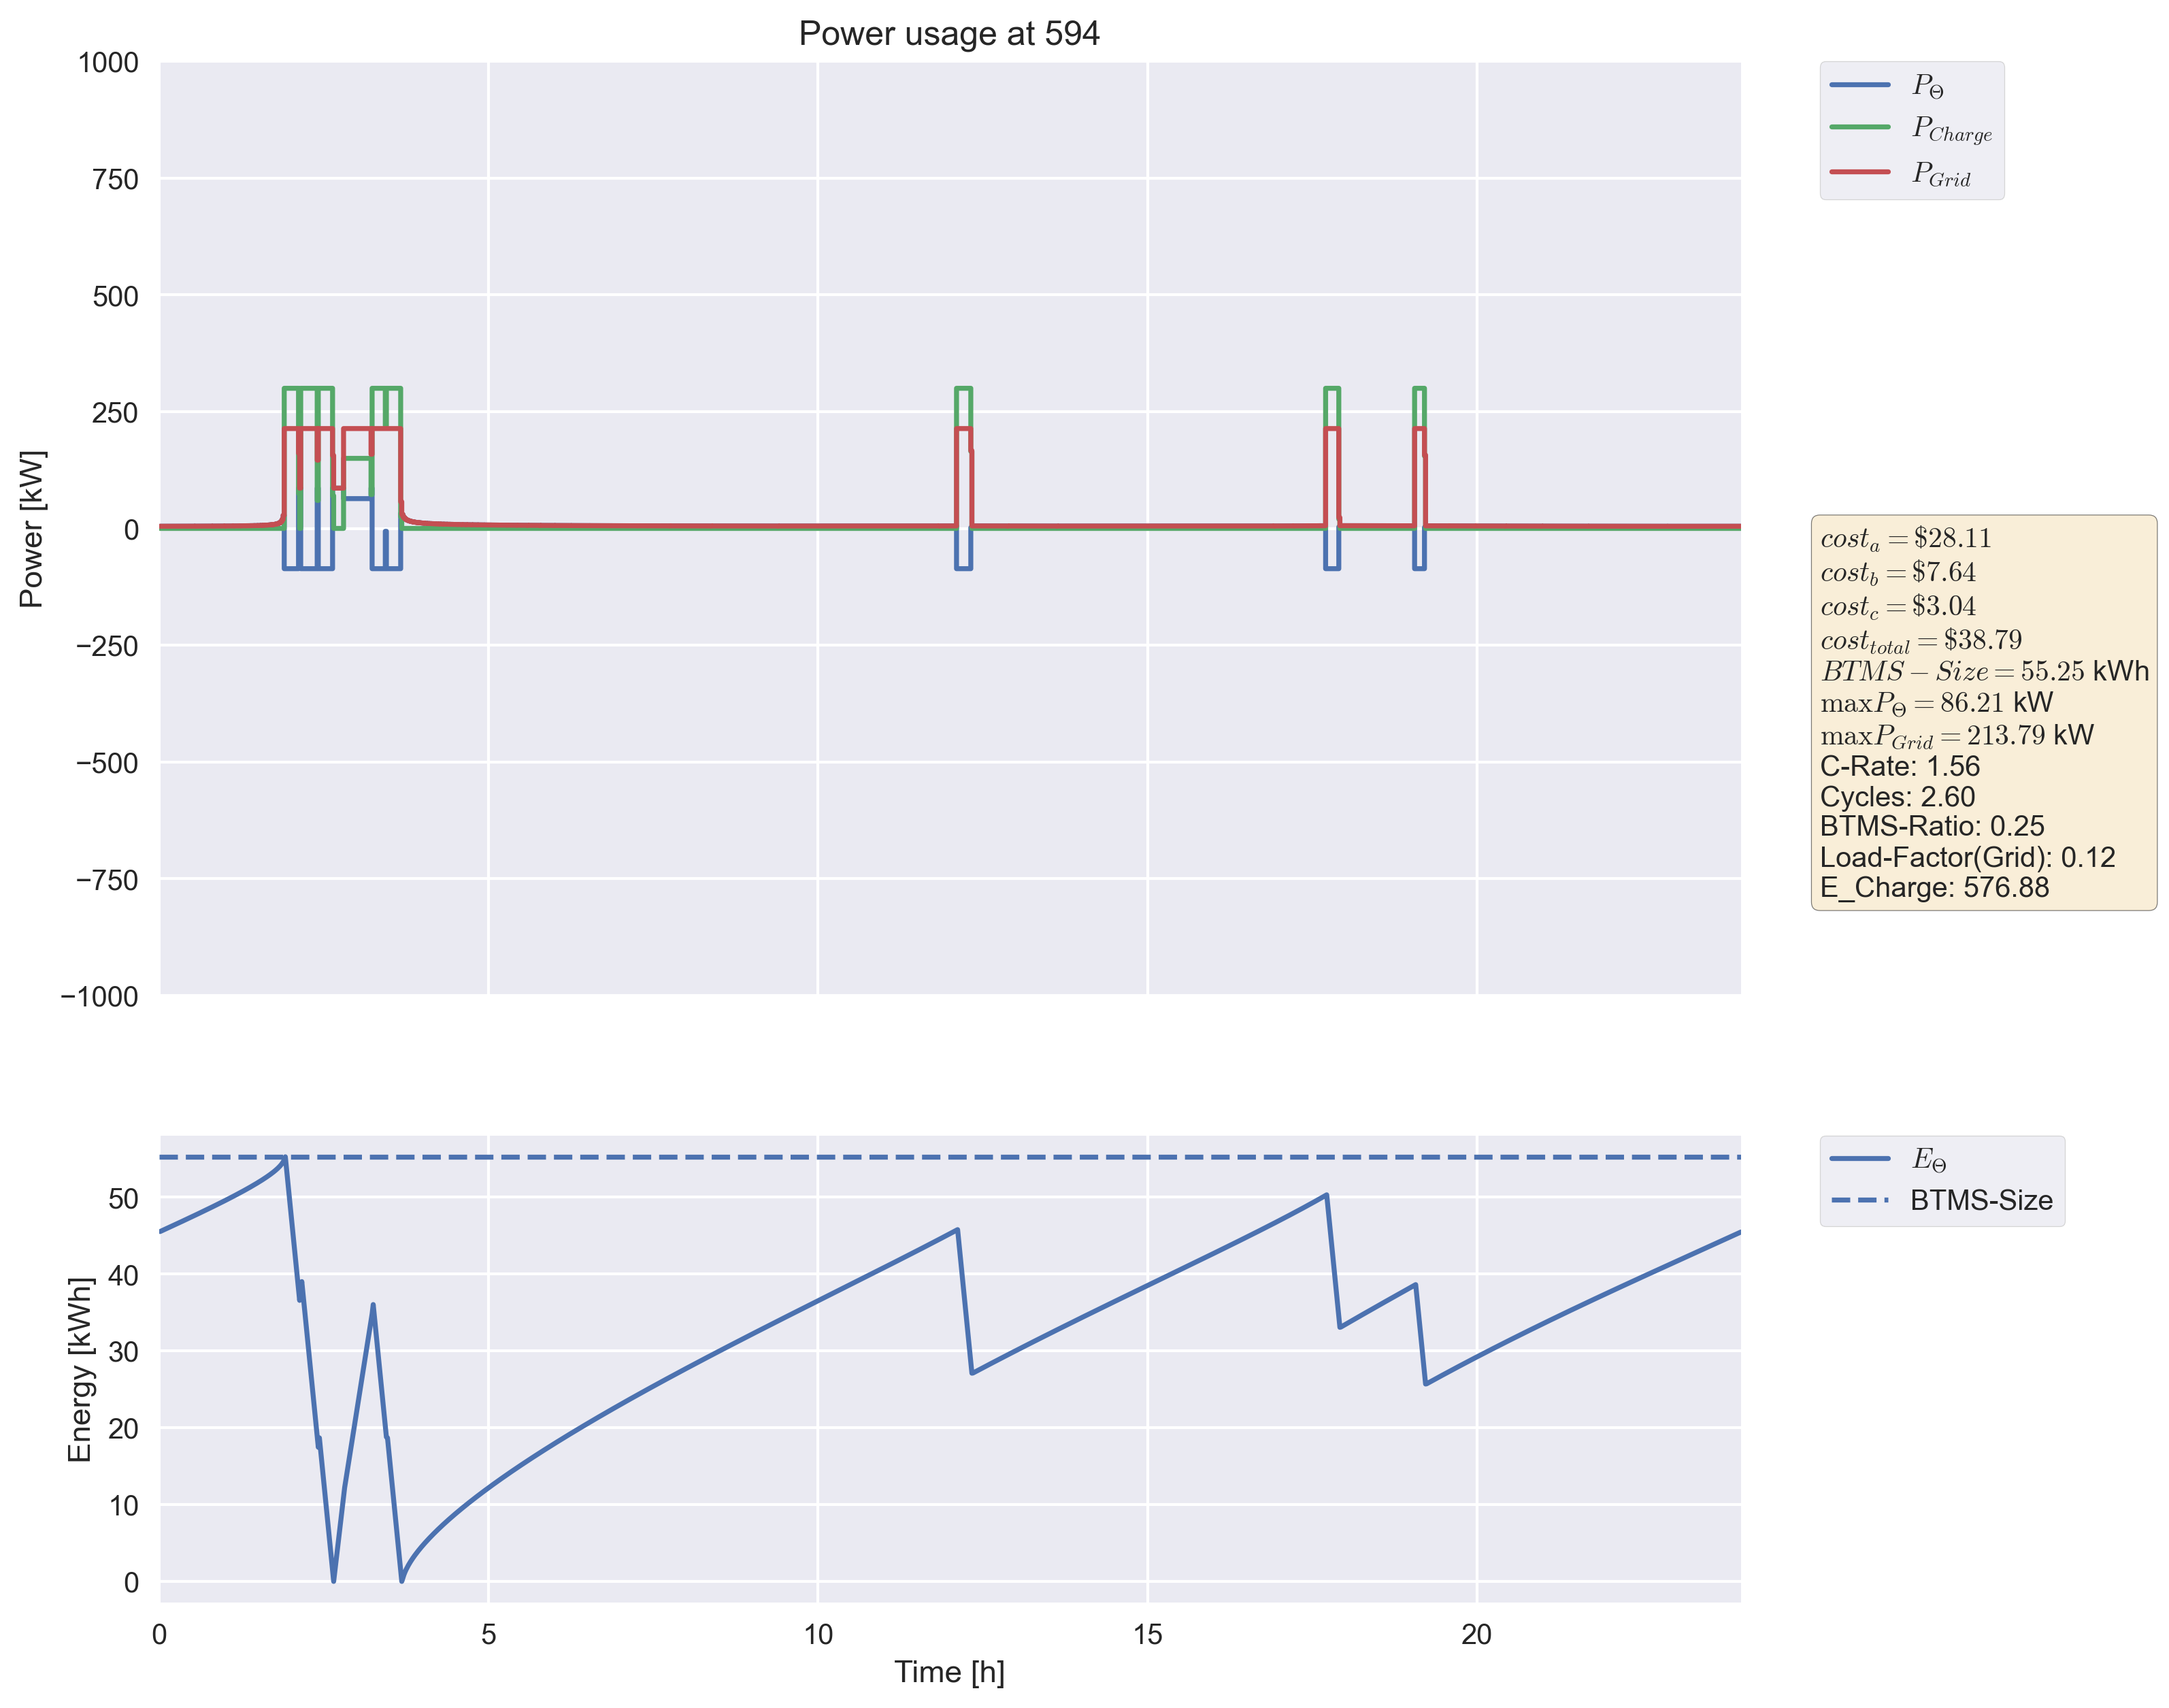 Power usage at 594
1000
750
500
250
0
−250
−500
−750
−1000
Power [kW]
P_Θ
P_Charge
P_Grid
cost_a = $28.11
cost_b = $7.64
cost_c = $3.04
cost_total = $38.79
BTMS − Size = 55.25 kWh
maxP_Θ = 86.21 kW
maxP_Grid = 213.79 kW
C-Rate: 1.56
Cycles: 2.60
BTMS-Ratio: 0.25
Load-Factor(Grid): 0.12
E_Charge: 576.88
50
40
30
20
10
0
Energy [kWh]
0 5 10 15 20
Time [h]
E_Θ
BTMS-Size